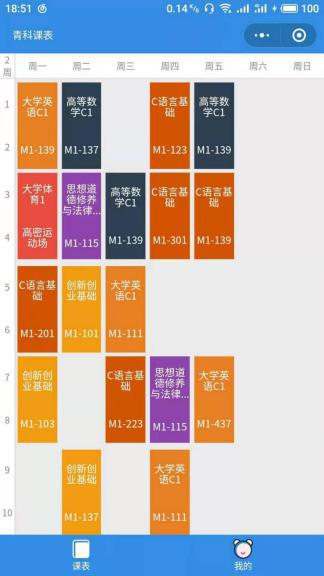 18:51 0.14 K/s 100
青科课表
2
周 周一 周二 周三 周四 周五 周六 周日
1
大学英
语C1
M1-139
高等数
学C1
M1-137
C语言基
础
M1-123
高等数
学C1
M1-139
2
3
大学体
育1
高密运
动场
思想道
德修养
与法律...
M1-115
高等数
学C1
M1-139
C语言基
础
M1-301
C语言基
础
M1-139
4
5
C语言基
础
M1-201
创新创
业基础
M1-101
大学英
语C1
M1-111
6
7
创新创
业基础
M1-103
C语言基
础
M1-223
思想道
德修养
与法律...
M1-115
大学英
语C1
M1-437
8
9
创新创
业基础
M1-137
大学英
语C1
M1-111
10
课表
我的